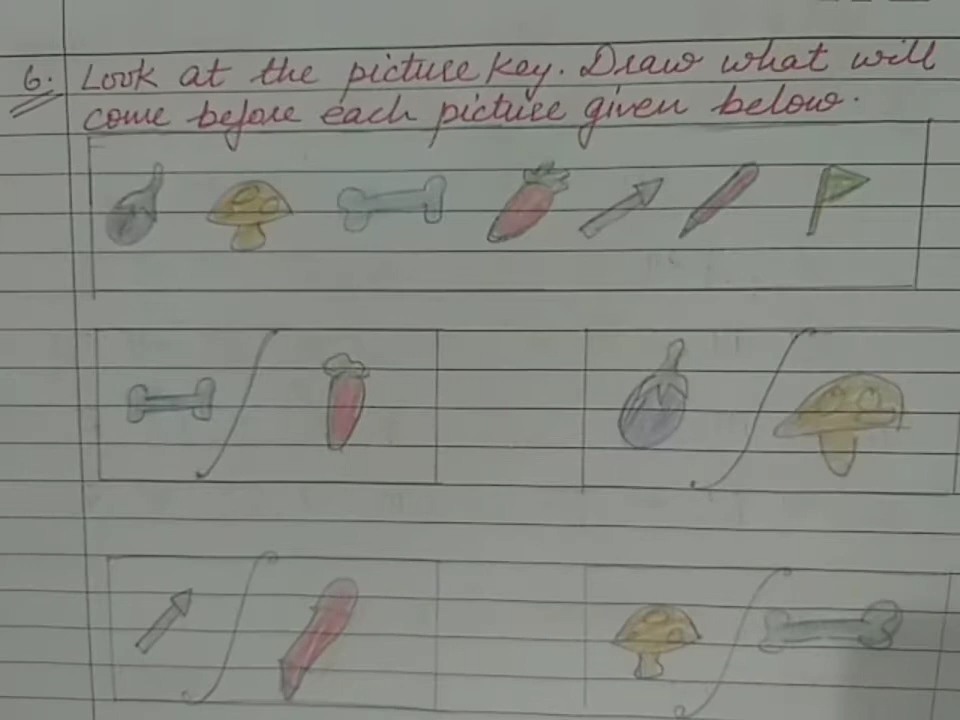 6. Look at the picture key. Draw what will
come before each picture given below.